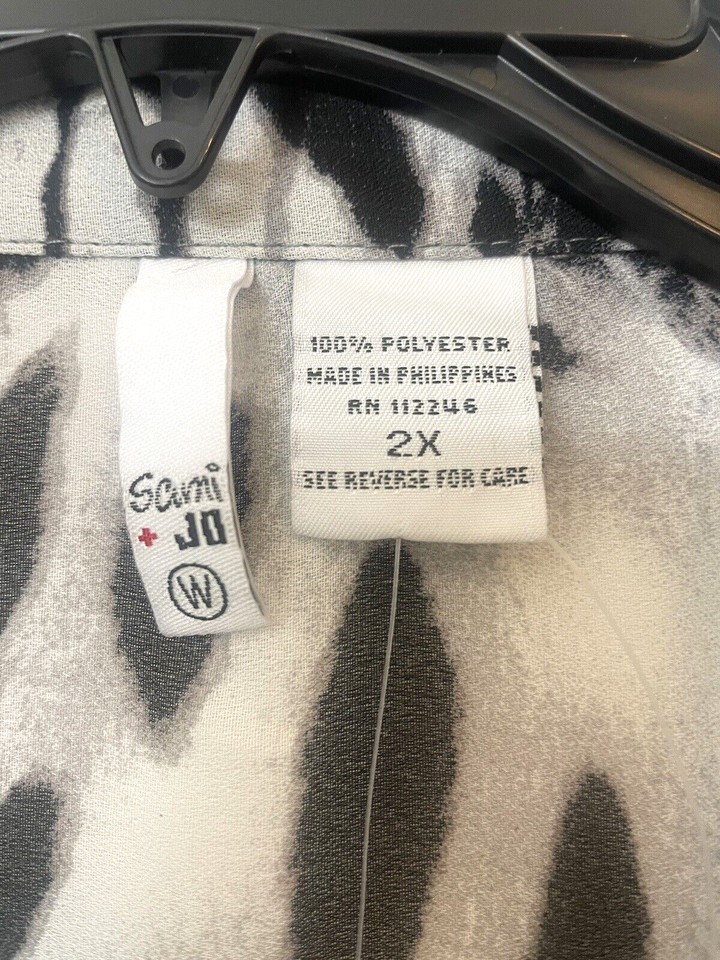 Sami
+ JO
W
100% POLYESTER
MADE IN PHILIPPINES
RN 112246
2X
SEE REVERSE FOR CARE